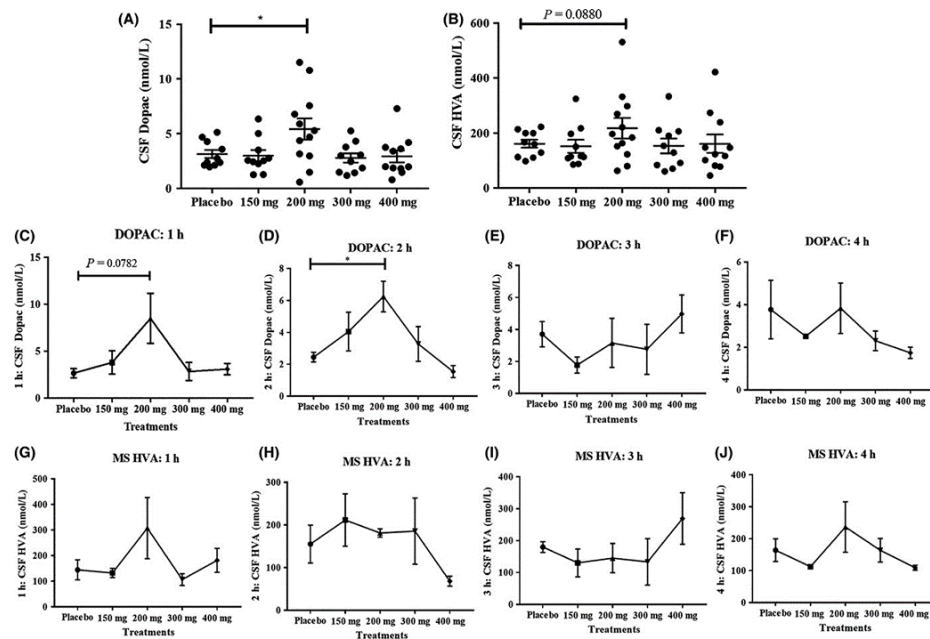 (A)
*
CSF Dopac (nmol/L)
15
10
5
0
Placebo 150 mg 200 mg 300 mg 400 mg
(B)
P = 0.0880
CSF HVA (nmol/L)
600
400
200
0
Placebo 150 mg 200 mg 300 mg 400 mg
(C)
DOPAC: 1 h
P = 0.0782
1 h: CSF Dopac (nmol/L)
15
10
5
0
Placebo 150 mg 200 mg 300 mg 400 mg
Treatments
(D)
DOPAC: 2 h
*
2 h: CSF Dopac (nmol/L)
8
6
4
2
0
Placebo 150 mg 200 mg 300 mg 400 mg
Treatments
(E)
DOPAC: 3 h
3 h: CSF Dopac (nmol/L)
8
6
4
2
0
Placebo 150 mg 200 mg 300 mg 400 mg
Treatments
(F)
DOPAC: 4 h
4 h: CSF Dopac (nmol/L)
6
4
2
0
Placebo 150 mg 200 mg 300 mg 400 mg
Treatments
(G)
MS HVA: 1 h
1 h: CSF HVA (nmol/L)
500
400
300
200
100
0
Placebo 150 mg 200 mg 300 mg 400 mg
Treatments
(H)
MS HVA: 2 h
2 h: CSF HVA (nmol/L)
300
200
100
0
Placebo 150 mg 200 mg 300 mg 400 mg
Treatments
(I)
MS HVA: 3 h
3 h: CSF HVA (nmol/L)
400
300
200
100
0
Placebo 150 mg 200 mg 300 mg 400 mg
Treatments
(J)
MS HVA: 4 h
4 h: CSF HVA (nmol/L)
400
300
200
100
0
Placebo 150 mg 200 mg 300 mg 400 mg
Treatments